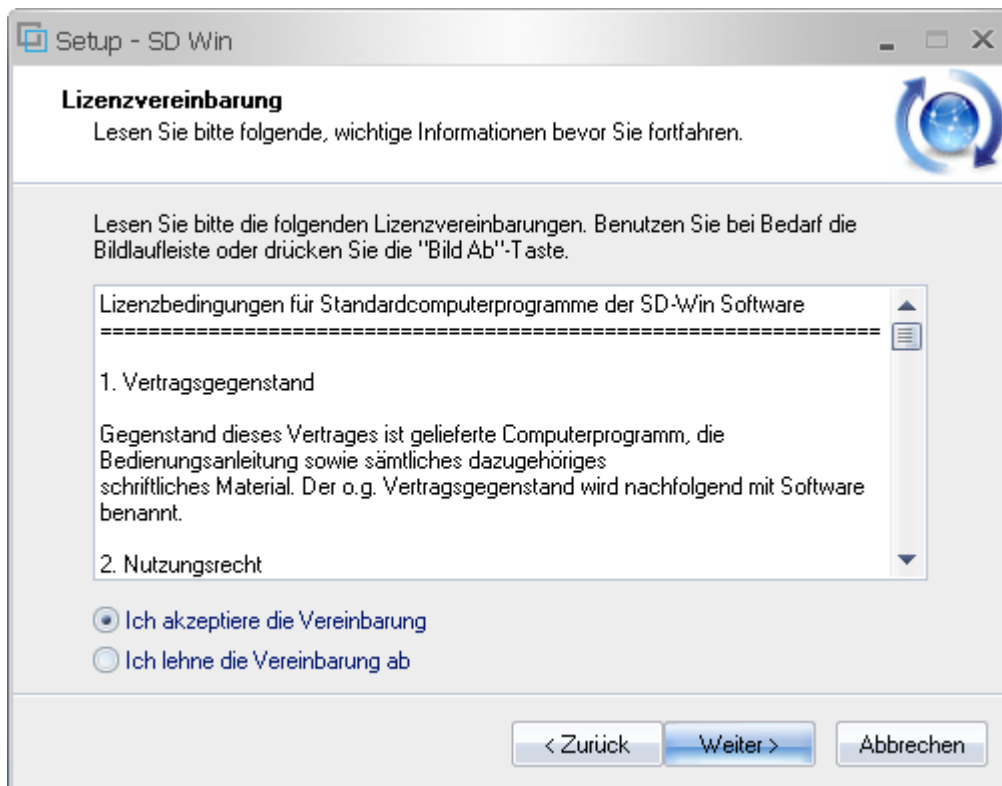 Setup - SD Win
Lizenzvereinbarung
Lesen Sie bitte folgende, wichtige Informationen bevor Sie fortfahren.
Lesen Sie bitte die folgenden Lizenzvereinbarungen. Benutzen Sie bei Bedarf die
Bildlaufleiste oder drücken Sie die "Bild Ab"-Taste.
Lizenzbedingungen für Standardcomputerprogramme der SD-Win Software
=================================================================
1. Vertragsgegenstand
Gegenstand dieses Vertrages ist gelieferte Computerprogramm, die
Bedienungsanleitung sowie sämtliches dazugehöriges
schriftliches Material. Der o.g. Vertragsgegenstand wird nachfolgend mit Software
benannt.
2. Nutzungsrecht
Ich akzeptiere die Vereinbarung
Ich lehne die Vereinbarung ab
< Zurück Weiter > Abbrechen